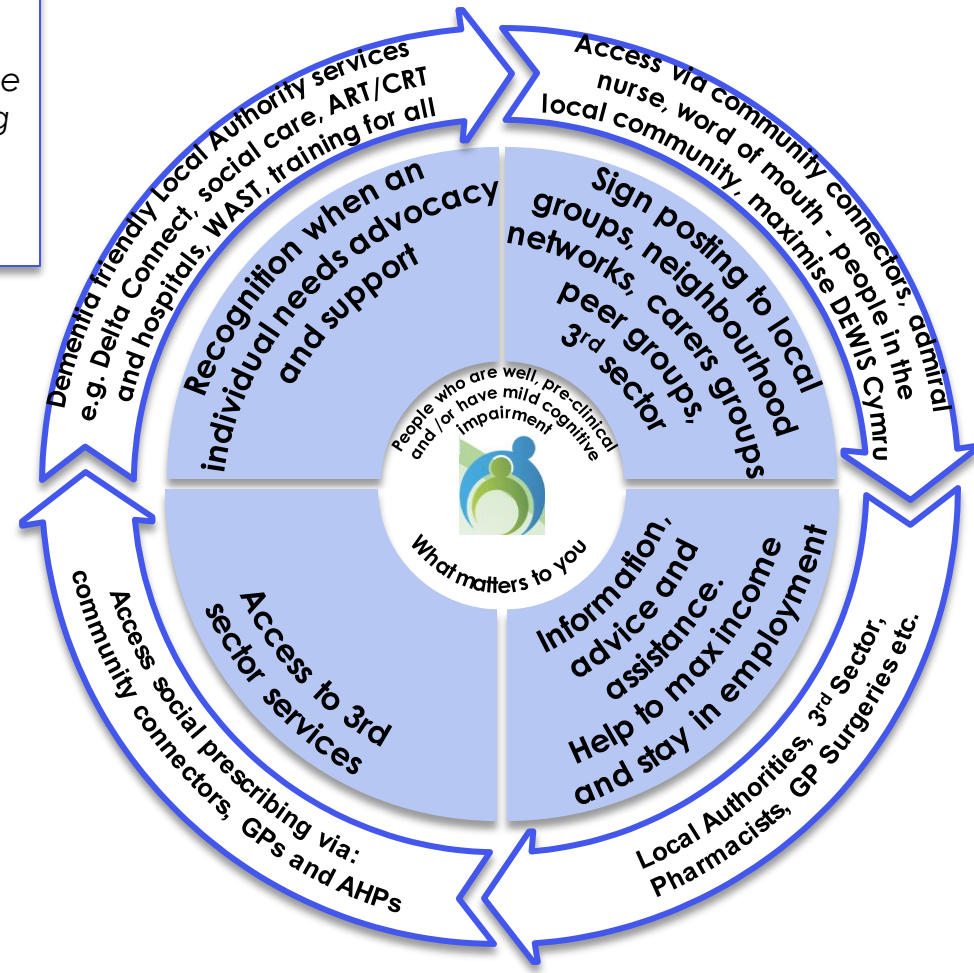 e
g
Dementia friendly Local Authority services
e.g. Delta Connect, social care, ART/CRT
and hospitals, WAST, training for all
Access via community connectors, admiral
nurse, word of mouth - people in the
local community, maximise DEWIS Cymru
Recognition when an
individual needs advocacy
and support
Sign posting to local
groups, neighbourhood
networks, carers groups
peer groups,
3rd sector
People who are well, pre-clinical
and /or have mild cognitive
impairment
What matters to you
Access to 3rd
sector services
Information,
advice and
assistance.
Help to max income
and stay in employment
Access social prescribing via:
community connectors, GPs and AHPs
Local Authorities, 3rd Sector,
Pharmacists, GP Surgeries etc.